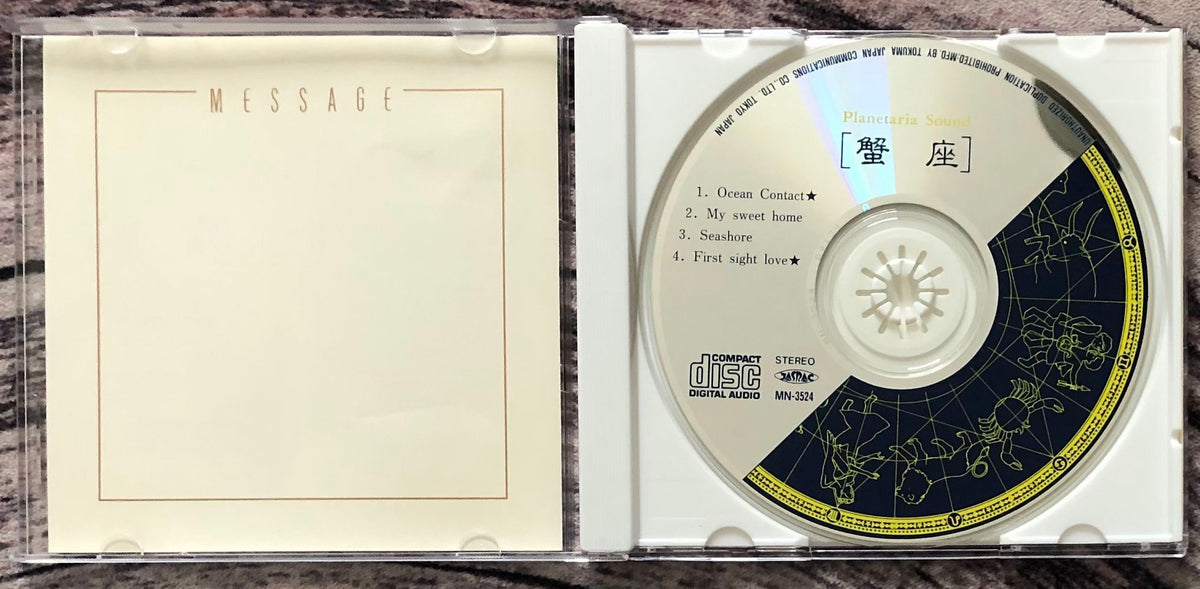 MESSAGE
UNAUTHORIZED DUPLICATION PROHIBITED.MFD. BY TOKUMA JAPAN COMMUNICATIONS CO.,LTD. TOKYO JAPAN
Planetaria Sound
[蟹 座]
1. Ocean Contact★
2. My sweet home
3. Seashore
4. First sight love★
COMPACT
disc
DIGITAL AUDIO
STEREO
JASRAC
MN-3524